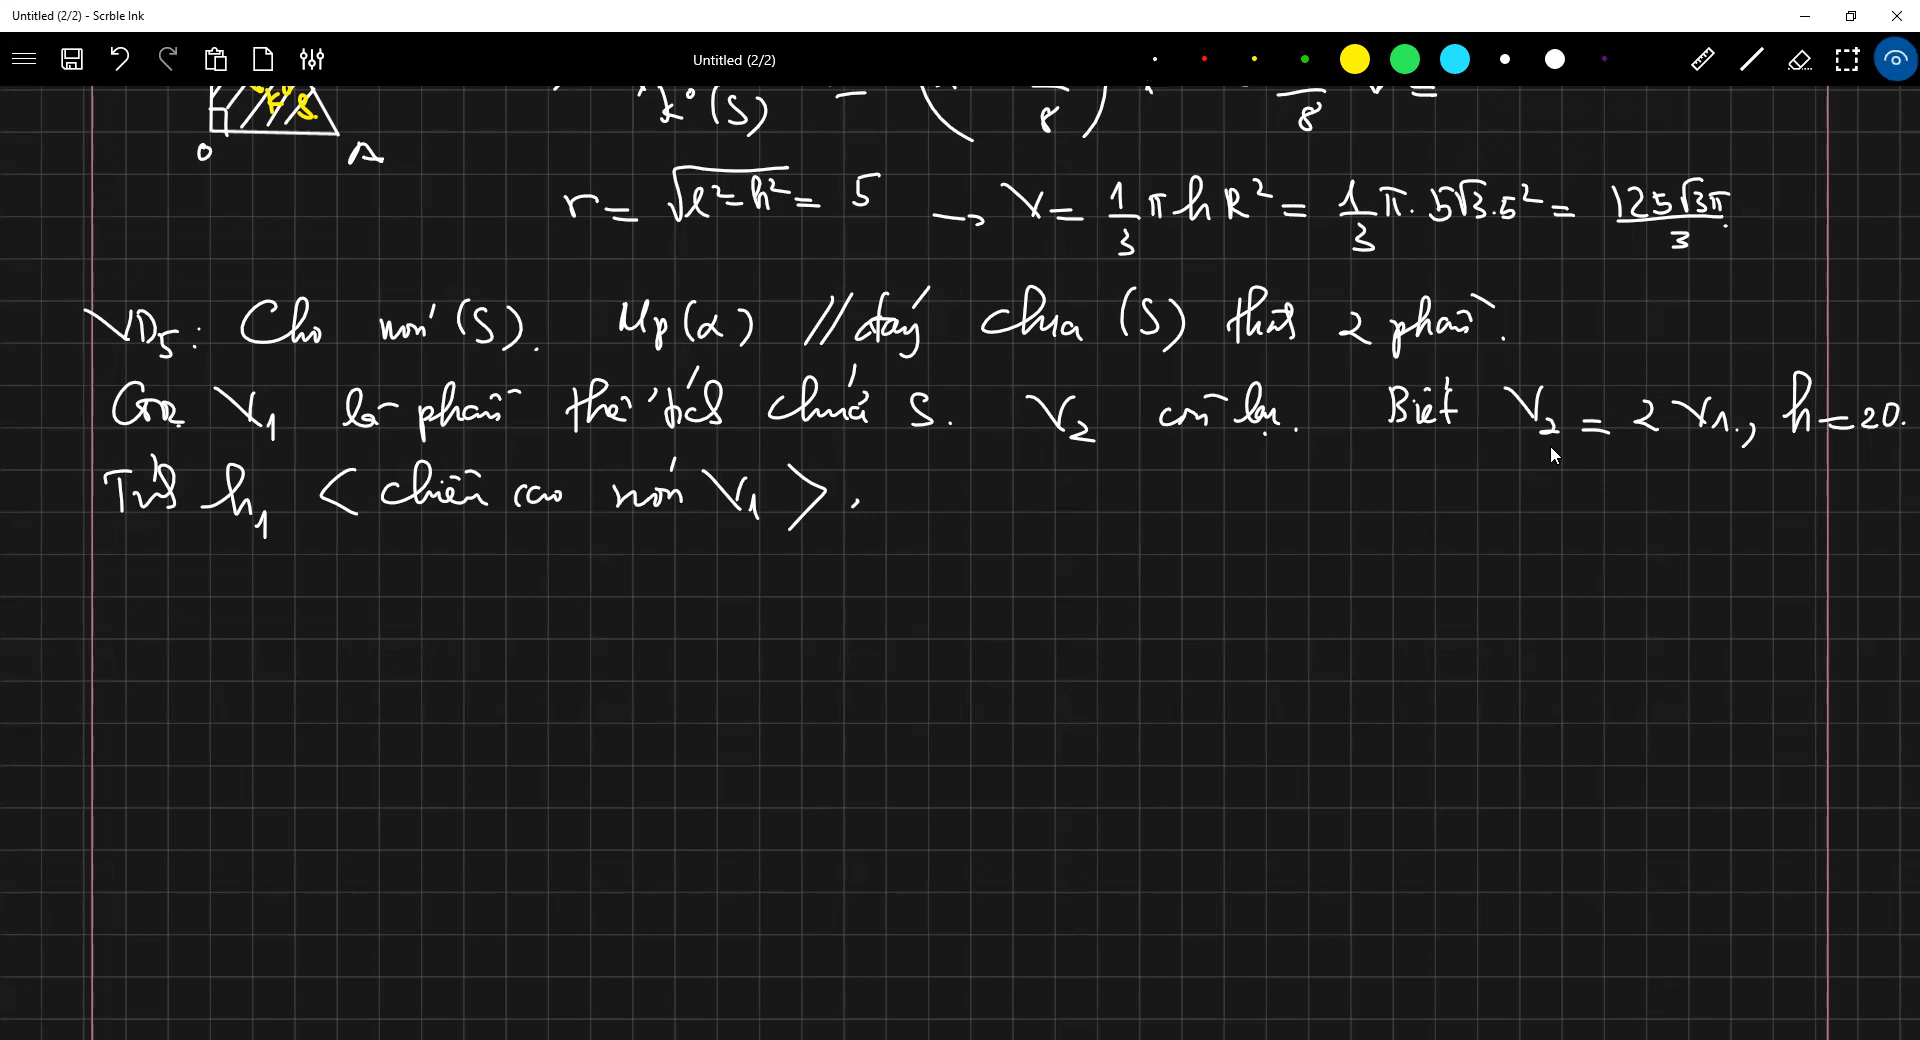 Untitled (2/2) - Scrble Ink
Untitled (2/2)
k° (S) = ( 8 ) 8 =
O A
r = √(l² - h²) = 5 → V = 1/3 π h R² = 1/3 π . 5√3 . 5² = 125√3π/3
VD5: Cho nón (S). Mp(α) // đáy chia (S) thành 2 phần.
Gọi V₁ là phần thể tích chứa S. V₂ còn lại. Biết V₂ = 2V₁., h = 20.
Tính h₁ < chiều cao nón V₁ > .